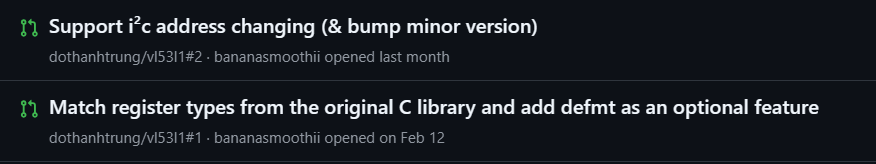 Support i²c address changing (& bump minor version)
dothanhtrung/vl53l1#2 · bananasmoothii opened last month
Match register types from the original C library and add defmt as an optional feature
dothanhtrung/vl53l1#1 · bananasmoothii opened on Feb 12